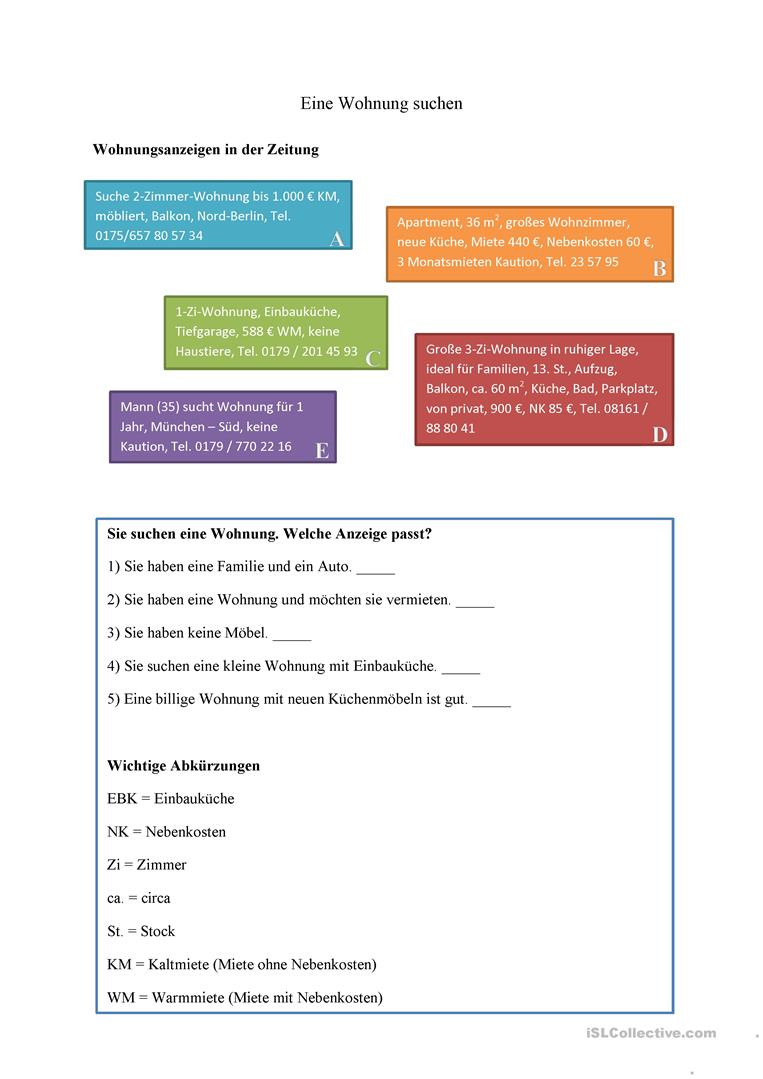 Eine Wohnung suchen
Wohnungsanzeigen in der Zeitung
Suche 2-Zimmer-Wohnung bis 1.000 € KM,
möbliert, Balkon, Nord-Berlin, Tel.
0175/657 80 57 34
A
Apartment, 36 m², großes Wohnzimmer,
neue Küche, Miete 440 €, Nebenkosten 60 €,
3 Monatsmieten Kaution, Tel. 23 57 95
B
1-Zi-Wohnung, Einbauküche,
Tiefgarage, 588 € WM, keine
Haustiere, Tel. 0179 / 201 45 93
C
Große 3-Zi-Wohnung in ruhiger Lage,
ideal für Familien, 13. St., Aufzug,
Balkon, ca. 60 m², Küche, Bad, Parkplatz,
von privat, 900 €, NK 85 €, Tel. 08161 /
88 80 41
D
Mann (35) sucht Wohnung für 1
Jahr, München – Süd, keine
Kaution, Tel. 0179 / 770 22 16
E
Sie suchen eine Wohnung. Welche Anzeige passt?
1) Sie haben eine Familie und ein Auto. _____
2) Sie haben eine Wohnung und möchten sie vermieten. _____
3) Sie haben keine Möbel. _____
4) Sie suchen eine kleine Wohnung mit Einbauküche. _____
5) Eine billige Wohnung mit neuen Küchenmöbeln ist gut. _____
Wichtige Abkürzungen
EBK = Einbauküche
NK = Nebenkosten
Zi = Zimmer
ca. = circa
St. = Stock
KM = Kaltmiete (Miete ohne Nebenkosten)
WM = Warmmiete (Miete mit Nebenkosten)
iSLCollective.com